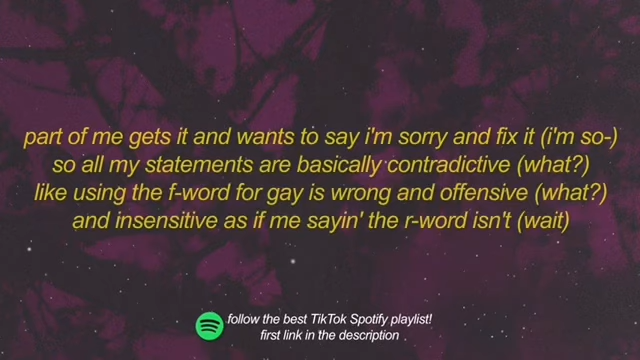 part of me gets it and wants to say i'm sorry and fix it (i'm so-)
so all my statements are basically contradictive (what?)
like using the f-word for gay is wrong and offensive (what?)
and insensitive as if me sayin' the r-word isn't (wait)
follow the best TikTok Spotify playlist!
first link in the description